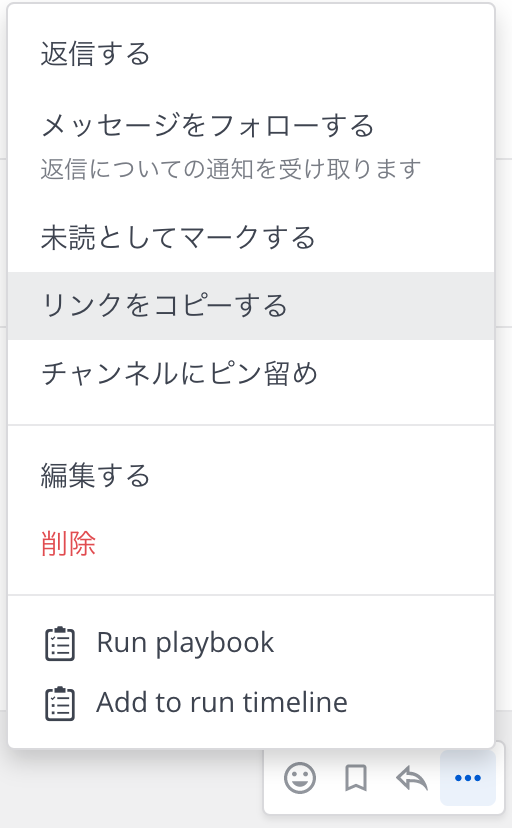 返信する
メッセージをフォローする
返信についての通知を受け取ります
未読としてマークする
リンクをコピーする
チャンネルにピン留め
編集する
削除
Run playbook
Add to run timeline